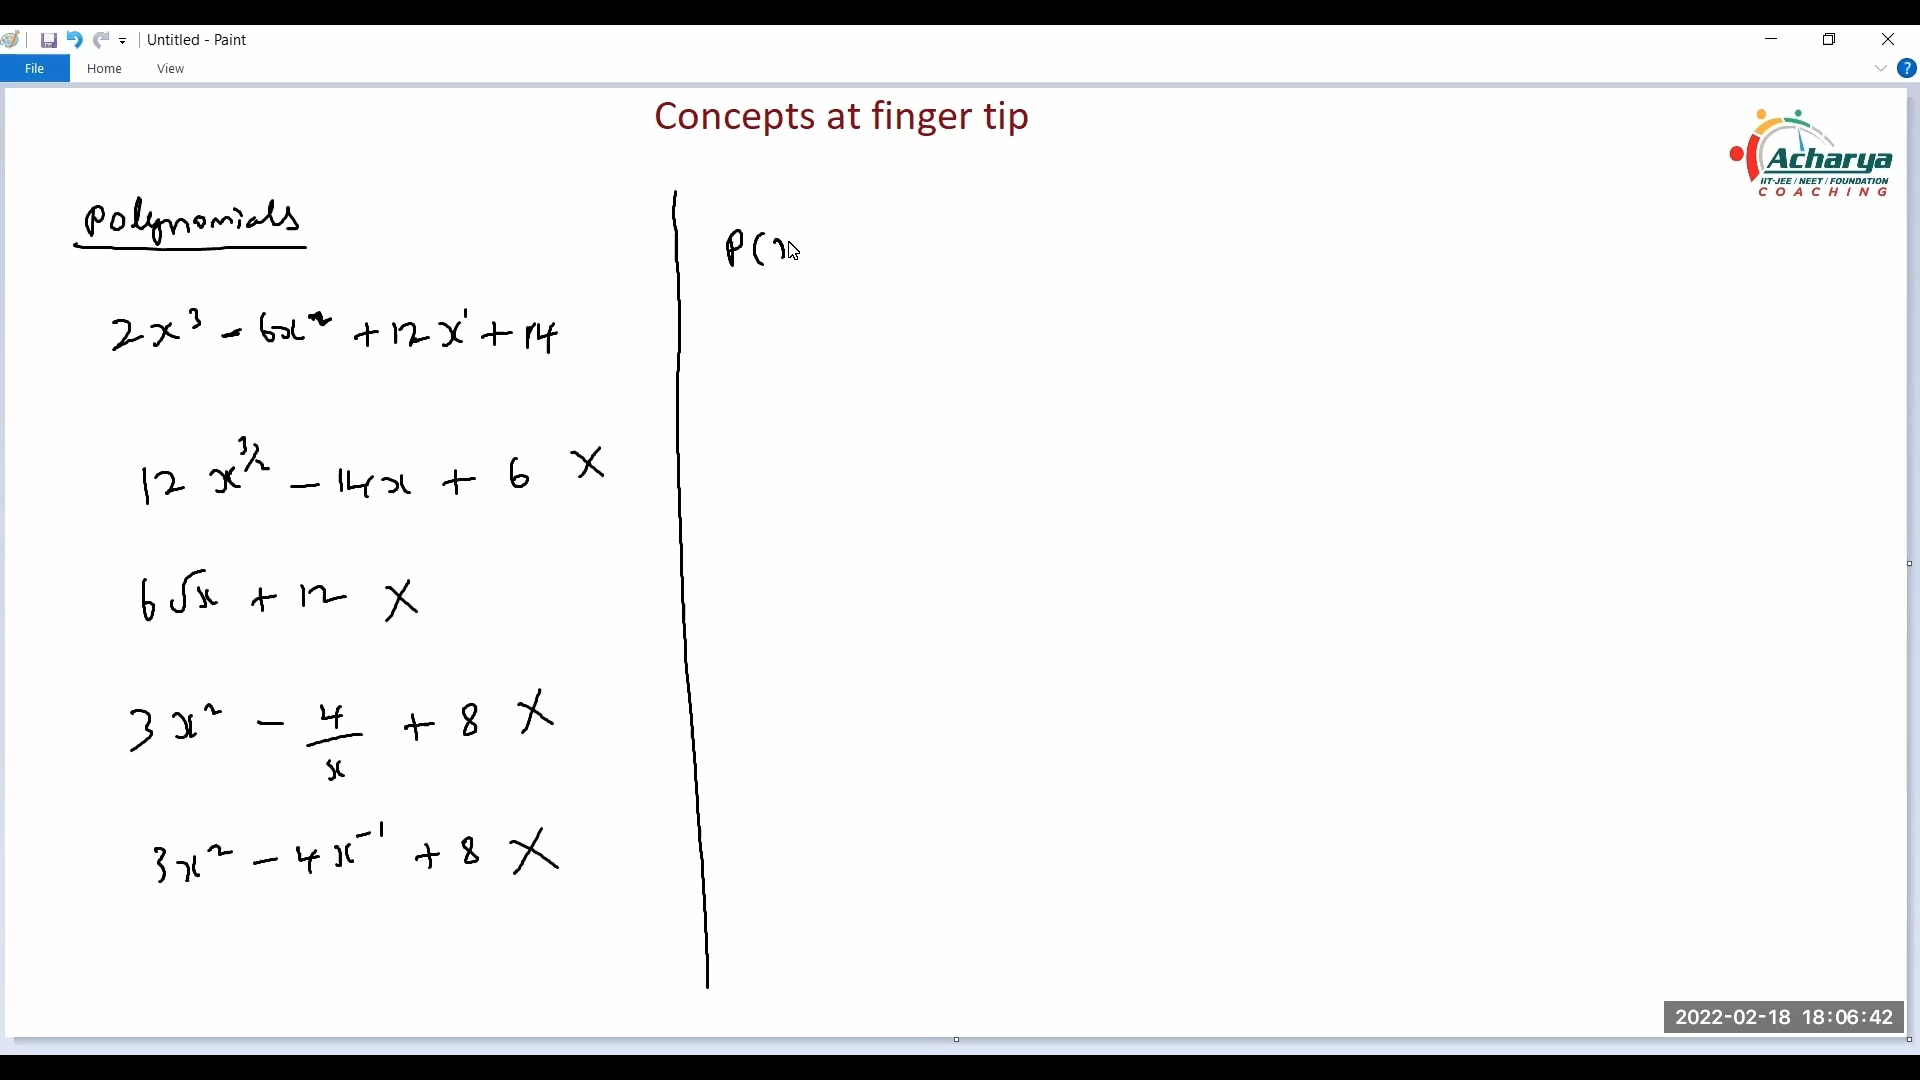 Untitled - Paint
File Home View
Concepts at finger tip
Acharya
IIT-JEE / NEET / FOUNDATION
COACHING
Polynomials
2x³ - 6x² + 12x¹ + 14
12 x^3/2 - 14x + 6 X
6√x + 12 X
3x² - 4/x + 8 X
3x² - 4x⁻¹ + 8 X
P(x
2022-02-18 18:06:42